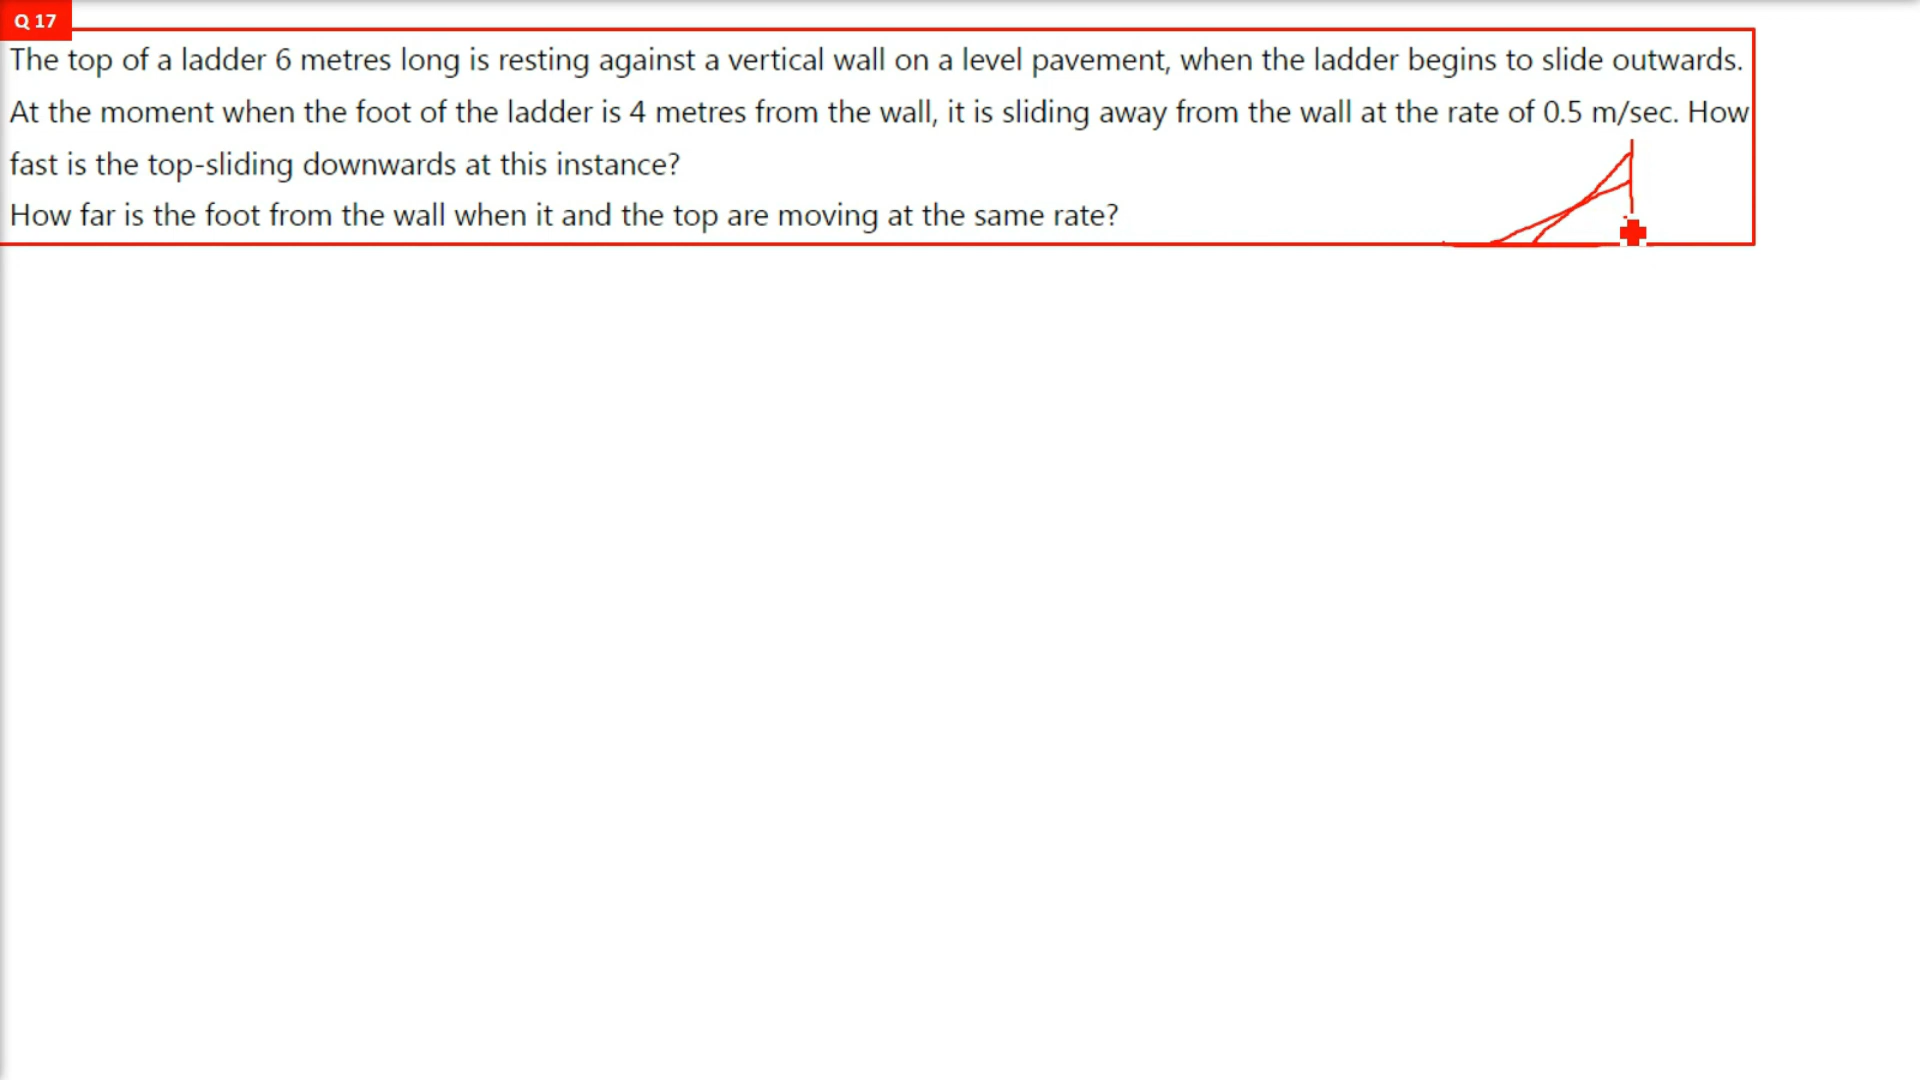 Q 17
The top of a ladder 6 metres long is resting against a vertical wall on a level pavement, when the ladder begins to slide outwards.
At the moment when the foot of the ladder is 4 metres from the wall, it is sliding away from the wall at the rate of 0.5 m/sec. How
fast is the top-sliding downwards at this instance?
How far is the foot from the wall when it and the top are moving at the same rate?